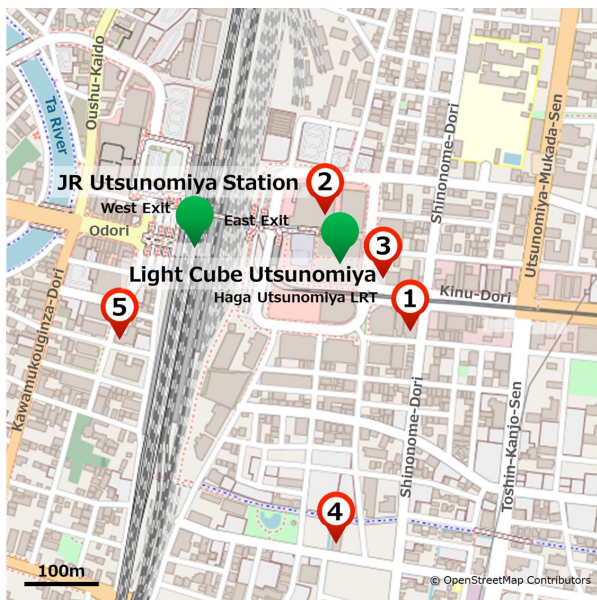 Oushu-Kaido
Ta River
Shinonome-Dori
Utsunomiya-Mukada-Sen
JR Utsunomiya Station
2
West Exit
East Exit
Odori
3
Light Cube Utsunomiya
Haga Utsunomiya LRT
Kinu-Dori
1
5
Kawamukouginza-Dori
Shinonome-Dori
Toshin-Kanjo-Sen
4
100m
© OpenStreetMap Contributors